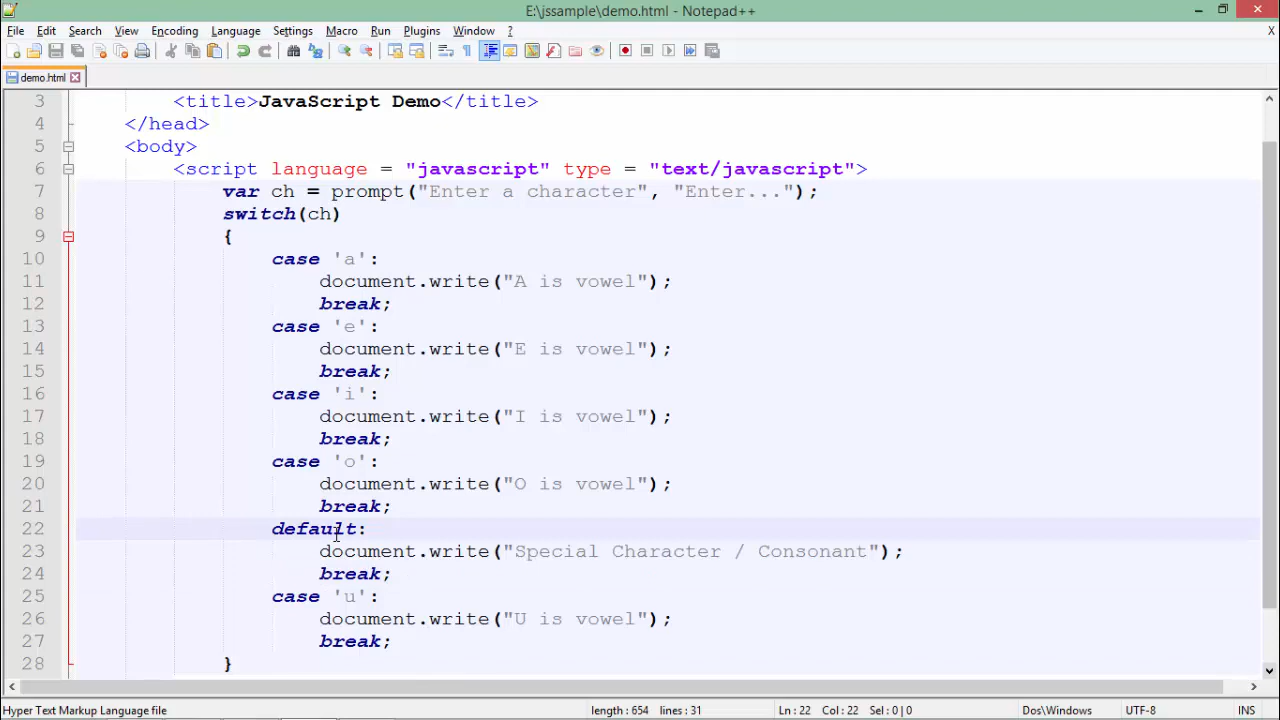 E:\jssample\demo.html - Notepad++
File Edit Search View Encoding Language Settings Macro Run Plugins Window ? X
demo.html
3 <title>JavaScript Demo</title>
4 </head>
5 <body>
6 <script language = "javascript" type = "text/javascript">
7 var ch = prompt("Enter a character", "Enter...");
8 switch(ch)
9 {
10 case 'a':
11 document.write("A is vowel");
12 break;
13 case 'e':
14 document.write("E is vowel");
15 break;
16 case 'i':
17 document.write("I is vowel");
18 break;
19 case 'o':
20 document.write("O is vowel");
21 break;
22 default:
23 document.write("Special Character / Consonant");
24 break;
25 case 'u':
26 document.write("U is vowel");
27 break;
28 }
Hyper Text Markup Language file length : 654 lines : 31 Ln : 22 Col : 22 Sel : 0 | 0 Dos\Windows UTF-8 INS